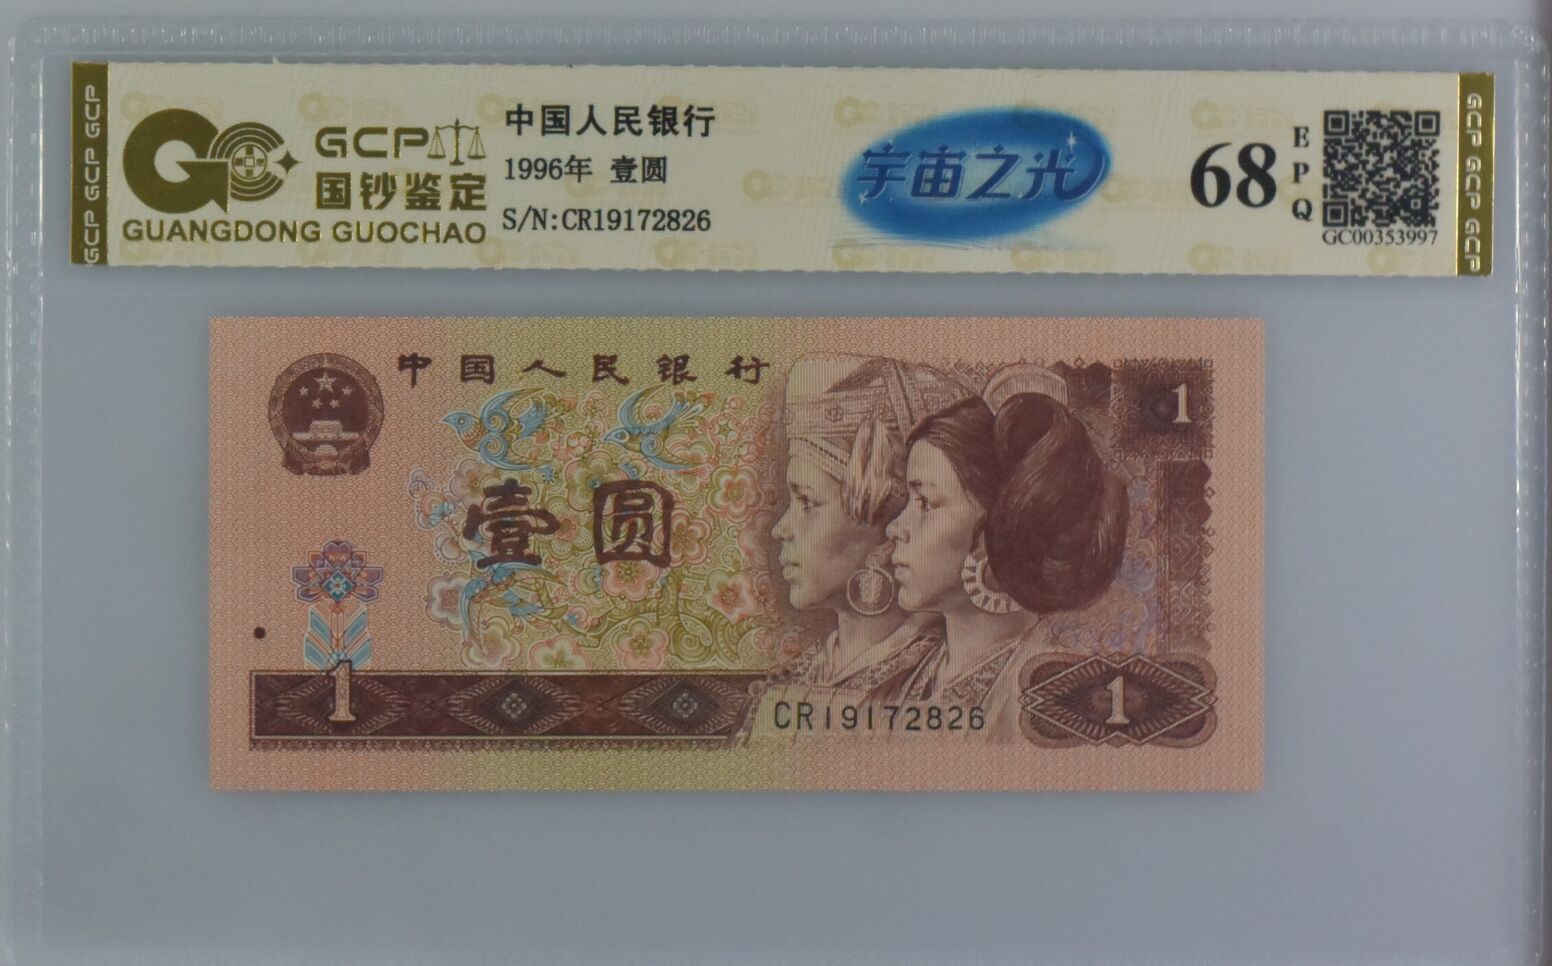 GCP GCP GCP
GCP
国钞鉴定
GUANGDONG GUOCHAO
中国人民银行
1996年 壹圆
S/N:CR19172826
宇宙之光
68
EPQ
GC00353997
GCP GCP GCP
中国人民银行
1
壹圆
1
CR19172826
1